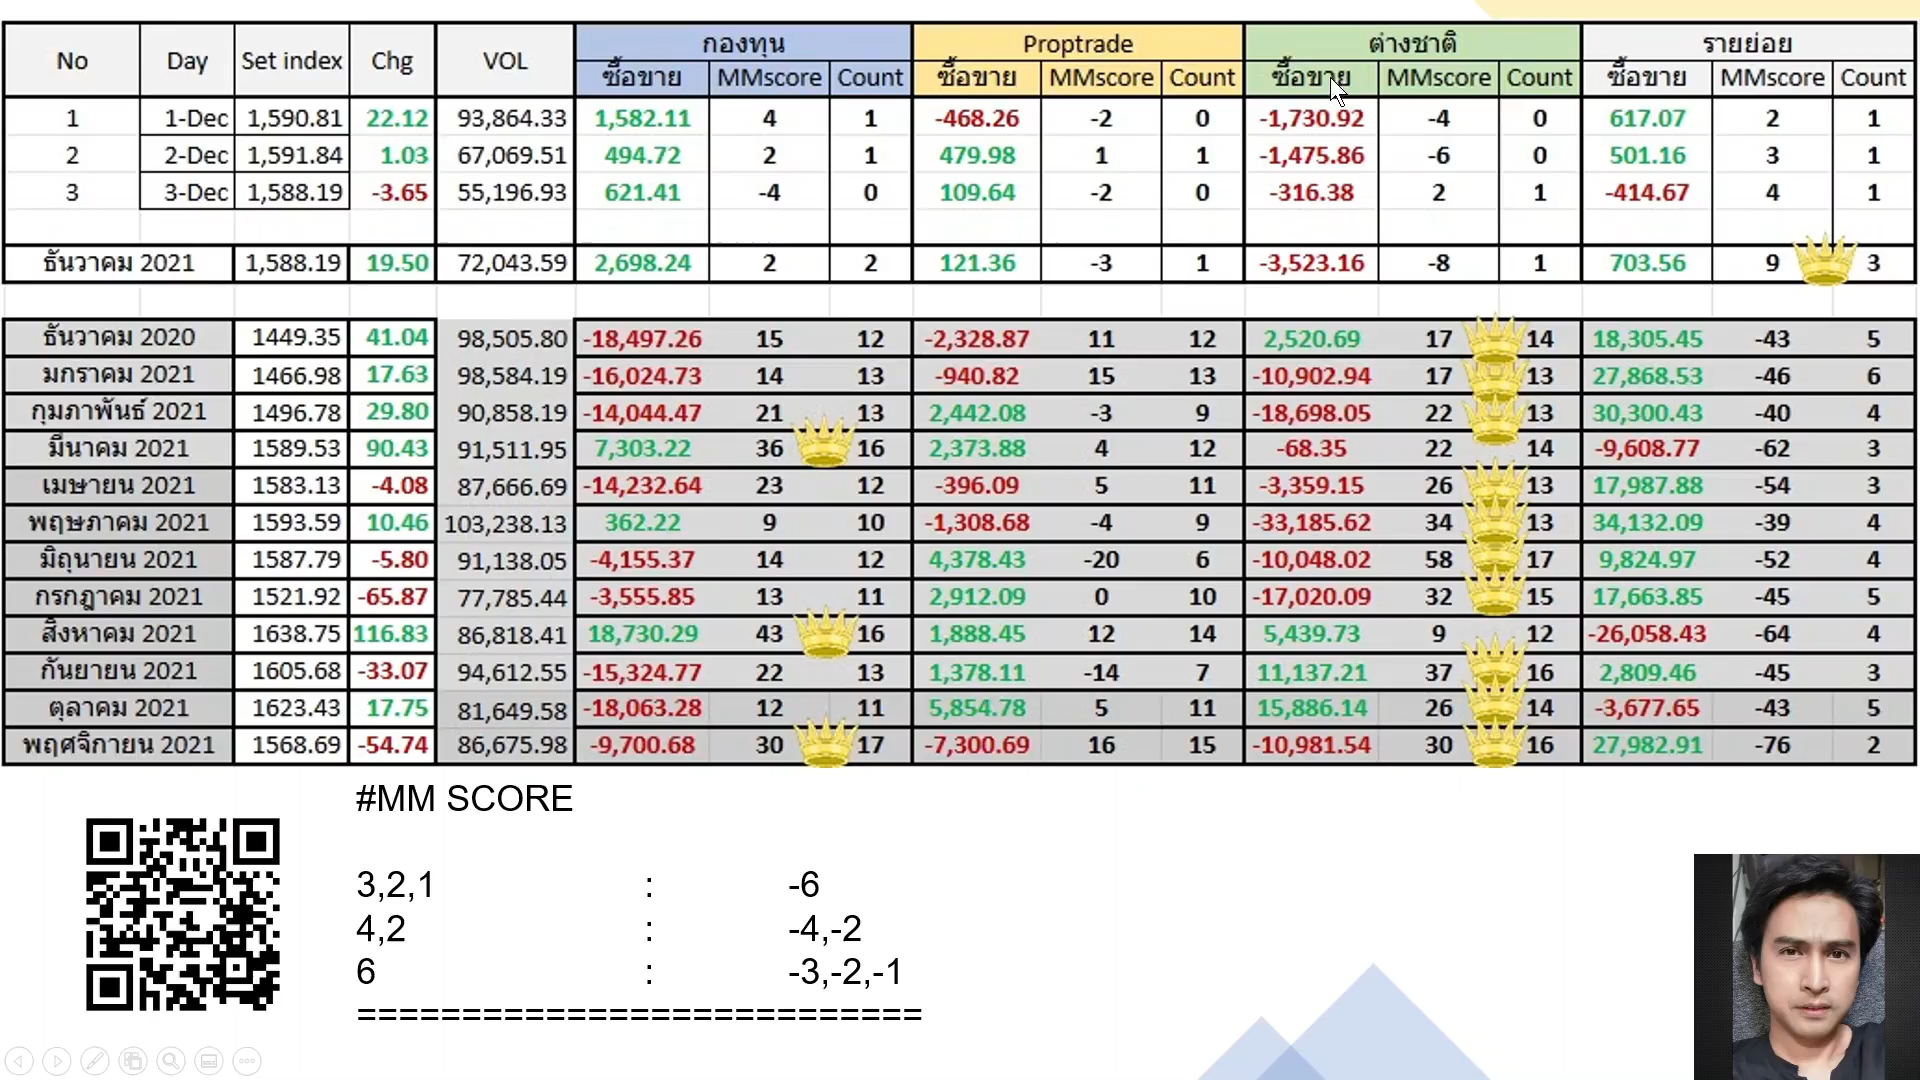 No Day Set index Chg VOL กองทุน Proptrade ต่างชาติ รายย่อย
ซื้อขาย MMscore Count ซื้อขาย MMscore Count ซื้อขาย MMscore Count ซื้อขาย MMscore Count
1 1-Dec 1,590.81 22.12 93,864.33 1,582.11 4 1 -468.26 -2 0 -1,730.92 -4 0 617.07 2 1
2 2-Dec 1,591.84 1.03 67,069.51 494.72 2 1 479.98 1 1 -1,475.86 -6 0 501.16 3 1
3 3-Dec 1,588.19 -3.65 55,196.93 621.41 -4 0 109.64 -2 0 -316.38 2 1 -414.67 4 1
ธันวาคม 2021 1,588.19 19.50 72,043.59 2,698.24 2 2 121.36 -3 1 -3,523.16 -8 1 703.56 9 3
ธันวาคม 2020 1449.35 41.04 98,505.80 -18,497.26 15 12 -2,328.87 11 12 2,520.69 17 14 18,305.45 -43 5
มกราคม 2021 1466.98 17.63 98,584.19 -16,024.73 14 13 -940.82 15 13 -10,902.94 17 13 27,868.53 -46 6
กุมภาพันธ์ 2021 1496.78 29.80 90,858.19 -14,044.47 21 13 2,442.08 -3 9 -18,698.05 22 13 30,300.43 -40 4
มีนาคม 2021 1589.53 90.43 91,511.95 7,303.22 36 16 2,373.88 4 12 -68.35 22 14 -9,608.77 -62 3
เมษายน 2021 1583.13 -4.08 87,666.69 -14,232.64 23 12 -396.09 5 11 -3,359.15 26 13 17,987.88 -54 3
พฤษภาคม 2021 1593.59 10.46 103,238.13 362.22 9 10 -1,308.68 -4 9 -33,185.62 34 13 34,132.09 -39 4
มิถุนายน 2021 1587.79 -5.80 91,138.05 -4,155.37 14 12 4,378.43 -20 6 -10,048.02 58 17 9,824.97 -52 4
กรกฎาคม 2021 1521.92 -65.87 77,785.44 -3,555.85 13 11 2,912.09 0 10 -17,020.09 32 15 17,663.85 -45 5
สิงหาคม 2021 1638.75 116.83 86,818.41 18,730.29 43 16 1,888.45 12 14 5,439.73 9 12 -26,058.43 -64 4
กันยายน 2021 1605.68 -33.07 94,612.55 -15,324.77 22 13 1,378.11 -14 7 11,137.21 37 16 2,809.46 -45 3
ตุลาคม 2021 1623.43 17.75 81,649.58 -18,063.28 12 11 5,854.78 5 11 15,886.14 26 14 -3,677.65 -43 5
พฤศจิกายน 2021 1568.69 -54.74 86,675.98 -9,700.68 30 17 -7,300.69 16 15 -10,981.54 30 16 27,982.91 -76 2
#MM SCORE
3,2,1 : -6
4,2 : -4,-2
6 : -3,-2,-1
===========================